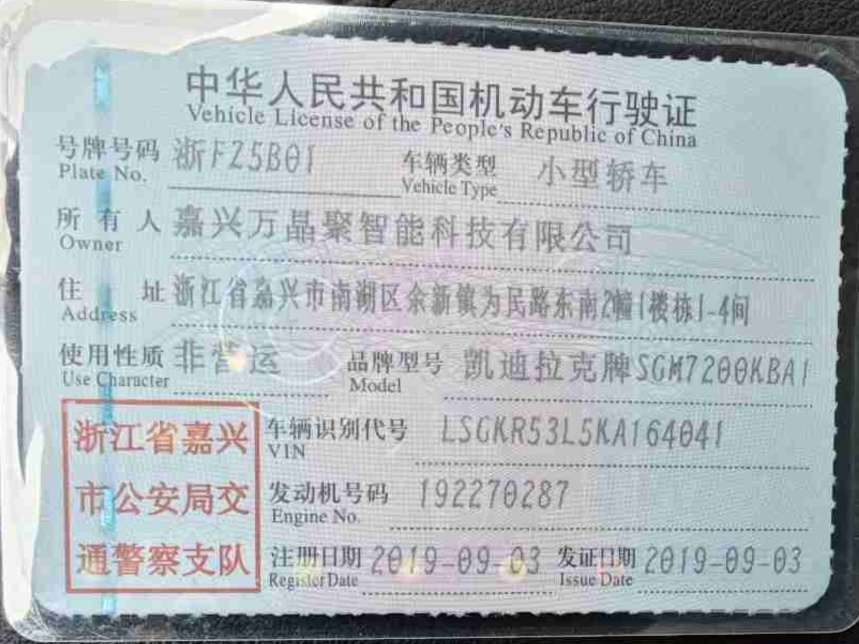 中华人民共和国机动车行驶证
Vehicle License of the People's Republic of China
号牌号码 浙FZ5B01 车辆类型 小型轿车
Plate No. Vehicle Type
所有人 嘉兴万晶聚智能科技有限公司
Owner
住址 浙江省嘉兴市南湖区余新镇为民路东南2幢1楼栋1-4间
Address
使用性质 非营运 品牌型号 凯迪拉克牌SGM7200KBA1
Use Character Model
浙江省嘉兴 车辆识别代号 LSGKR53L5KA164041
VIN
市公安局交 发动机号码 192270287
Engine No.
通警察支队 注册日期 2019-09-03 发证日期 2019-09-03
Register Date Issue Date